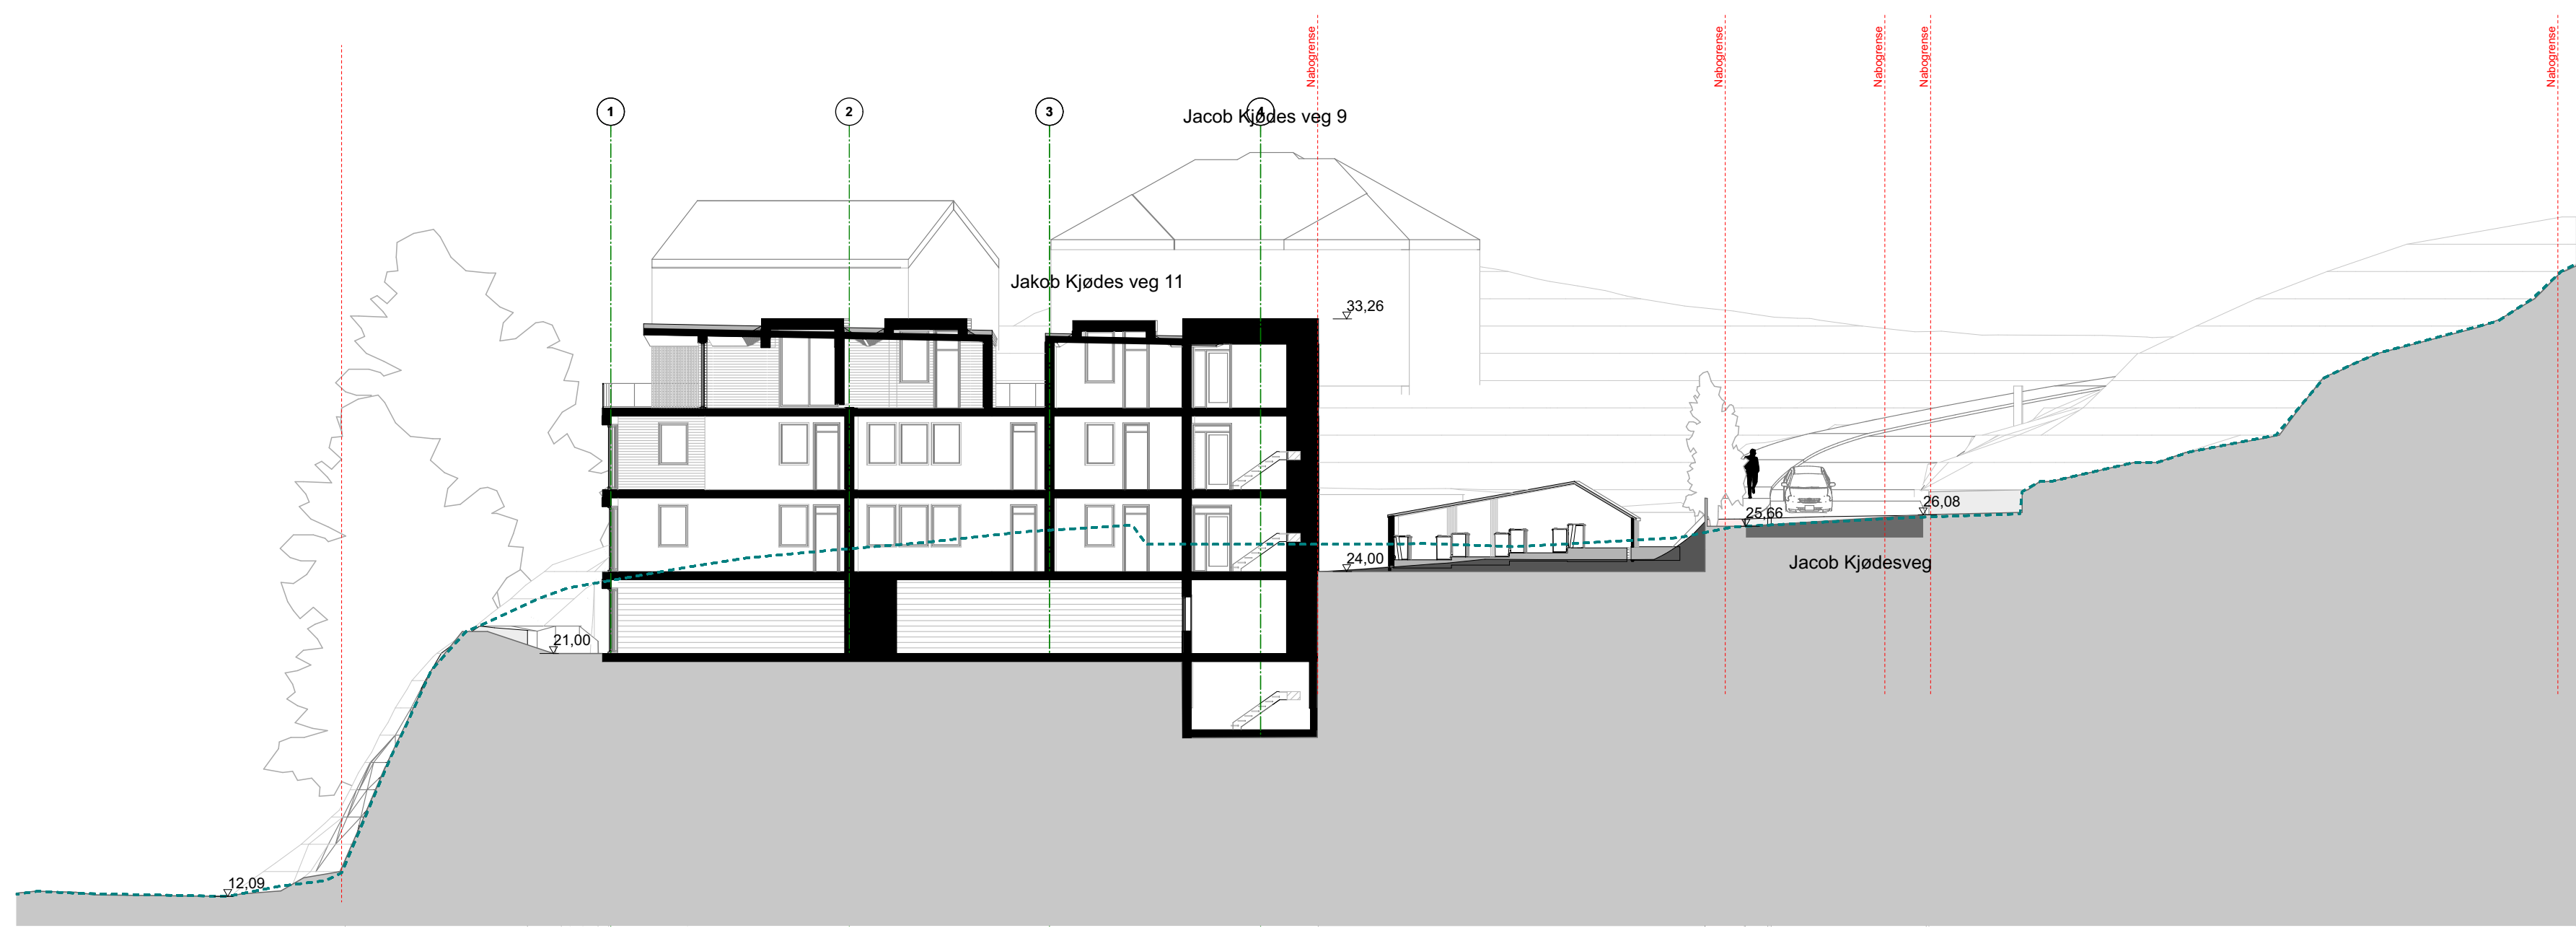 Nabogrense
Nabogrense
Nabogrense
Nabogrense
Nabogrense
1
2
3
4
Jacob Kjødes veg 9
Jakob Kjødes veg 11
33,26
26,08
25,66
24,00
Jacob Kjødesveg
21,00
12,09